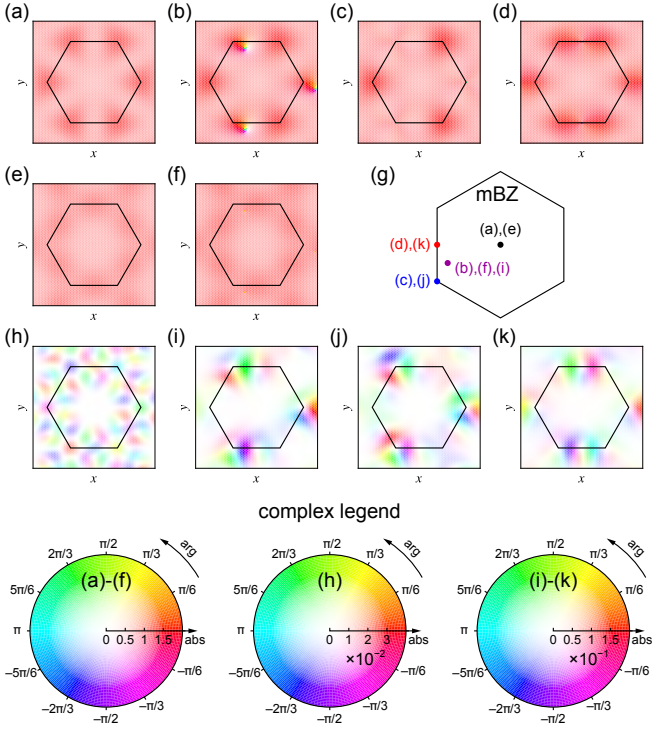 (a)
(b)
(c)
(d)
y
x
y
x
y
x
y
x
(e)
(f)
(g)
y
x
y
x
mBZ
(a),(e)
(d),(k)
(b),(f),(i)
(c),(j)
(h)
(i)
(j)
(k)
y
x
y
x
y
x
y
x
complex legend
π/2
2π/3
π/3
arg
5π/6
π/6
(a)-(f)
π
0 0.5 1 1.5
abs
−5π/6
−π/6
−2π/3
−π/3
−π/2
π/2
2π/3
π/3
arg
5π/6
π/6
(h)
π
0 1 2 3
abs
×10⁻²
−5π/6
−π/6
−2π/3
−π/3
−π/2
π/2
2π/3
π/3
arg
5π/6
π/6
(i)-(k)
π
0 0.5 1 1.5
abs
×10⁻¹
−5π/6
−π/6
−2π/3
−π/3
−π/2